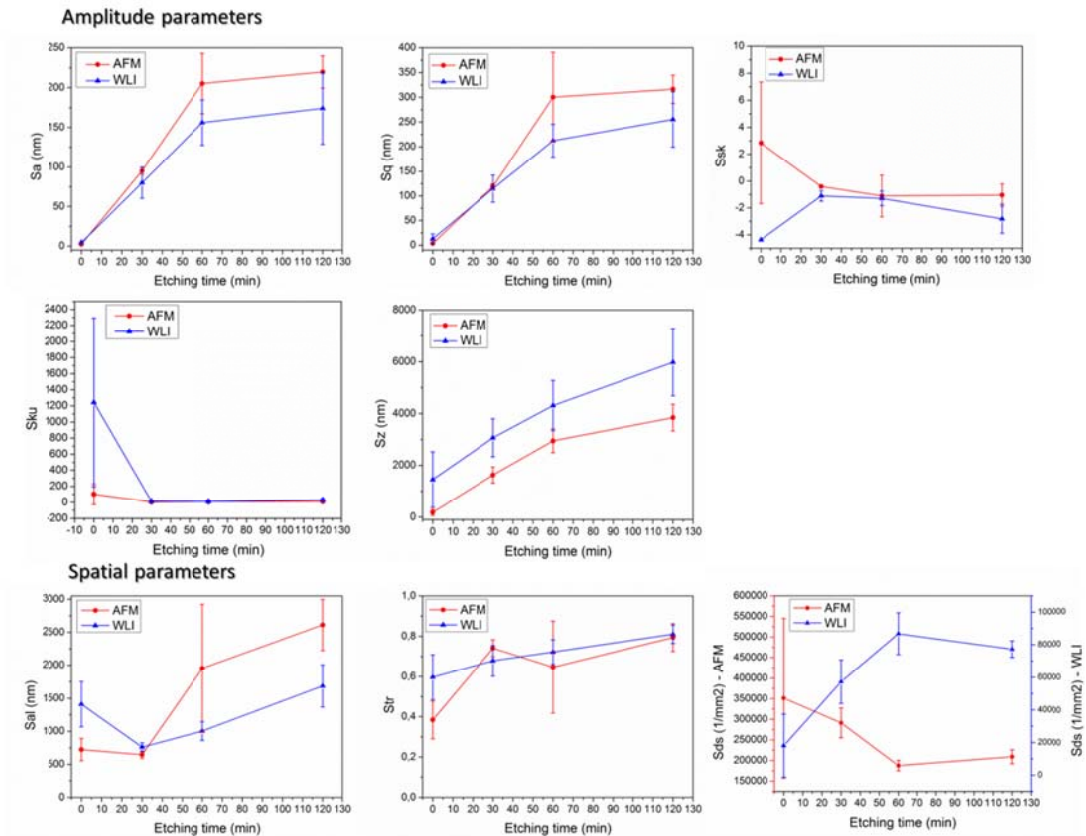 Amplitude parameters
250
200
150
100
50
0
Sa (nm)
AFM
WLI
0 10 20 30 40 50 60 70 80 90 100 110 120 130
Etching time (min)
400
350
300
250
200
150
100
50
0
Sq (nm)
AFM
WLI
0 10 20 30 40 50 60 70 80 90 100 110 120 130
Etching time (min)
10
8
6
4
2
0
-2
-4
Ssk
AFM
WLI
0 10 20 30 40 50 60 70 80 90 100 110 120 130
Etching time (min)
2400
2200
2000
1800
1600
1400
1200
1000
800
600
400
200
0
-200
Sku
AFM
WLI
-10 0 10 20 30 40 50 60 70 80 90 100 110 120 130
Etching time (min)
8000
6000
4000
2000
0
Sz (nm)
AFM
WLI
0 10 20 30 40 50 60 70 80 90 100 110 120 130
Etching time (min)
Spatial parameters
3000
2500
2000
1500
1000
500
0
Sal (nm)
AFM
WLI
0 10 20 30 40 50 60 70 80 90 100 110 120 130
Etching time (min)
1,0
0,8
0,6
0,4
0,2
0,0
Str
AFM
WLI
0 10 20 30 40 50 60 70 80 90 100 110 120 130
Etching time (min)
600000
550000
500000
450000
400000
350000
300000
250000
200000
150000
Sds (1/mm2) - AFM
AFM
WLI
100000
80000
60000
40000
20000
0
Sds (1/mm2) - WLI
0 10 20 30 40 50 60 70 80 90 100 110 120
Etching time (min)